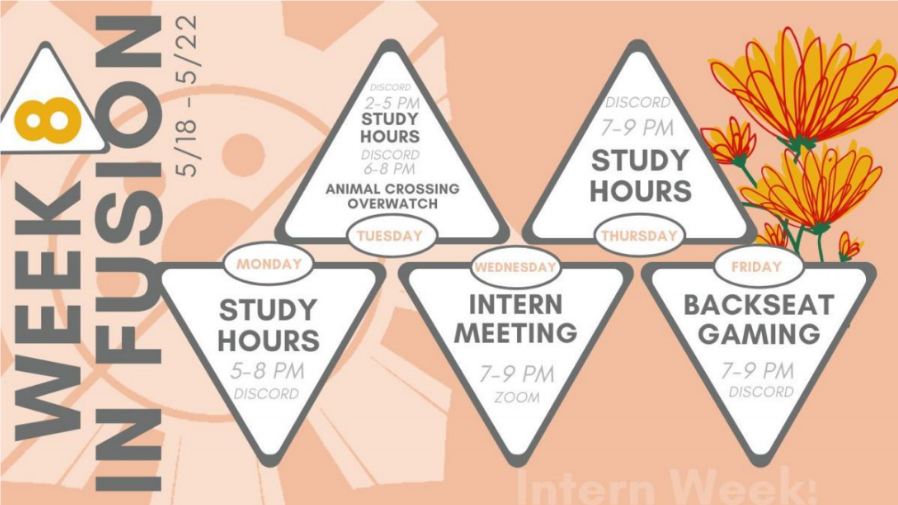 WEEK 8
IN FUSION
5/18 - 5/22
MONDAY
STUDY
HOURS
5-8 PM
DISCORD
DISCORD
2-5 PM
STUDY
HOURS
DISCORD
6-8 PM
ANIMAL CROSSING
OVERWATCH
TUESDAY
WEDNESDAY
INTERN
MEETING
7-9 PM
ZOOM
DISCORD
7-9 PM
STUDY
HOURS
THURSDAY
FRIDAY
BACKSEAT
GAMING
7-9 PM
DISCORD
Intern Week!